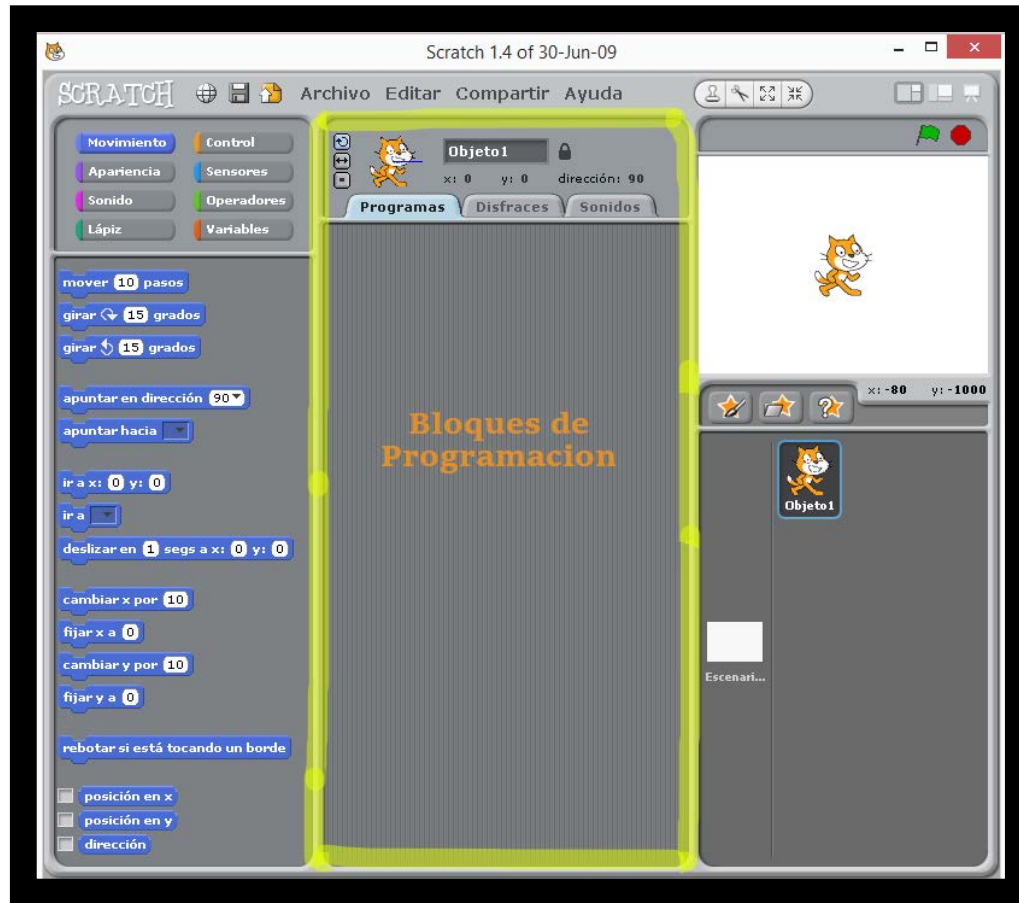 Scratch 1.4 of 30-Jun-09
SCRATCH Archivo Editar Compartir Ayuda
Movimiento Control
Apariencia Sensores
Sonido Operadores
Lápiz Variables
mover 10 pasos
girar 15 grados
girar 15 grados
apuntar en dirección 90
apuntar hacia
ir a x: 0 y: 0
ir a
deslizar en 1 segs a x: 0 y: 0
cambiar x por 10
fijar x a 0
cambiar y por 10
fijar y a 0
rebotar si está tocando un borde
posición en x
posición en y
dirección
Objeto1
x: 0 y: 0 dirección: 90
Programas Disfraces Sonidos
Bloques de
Programacion
x: -80 y: -1000
Objeto1
Escenari...